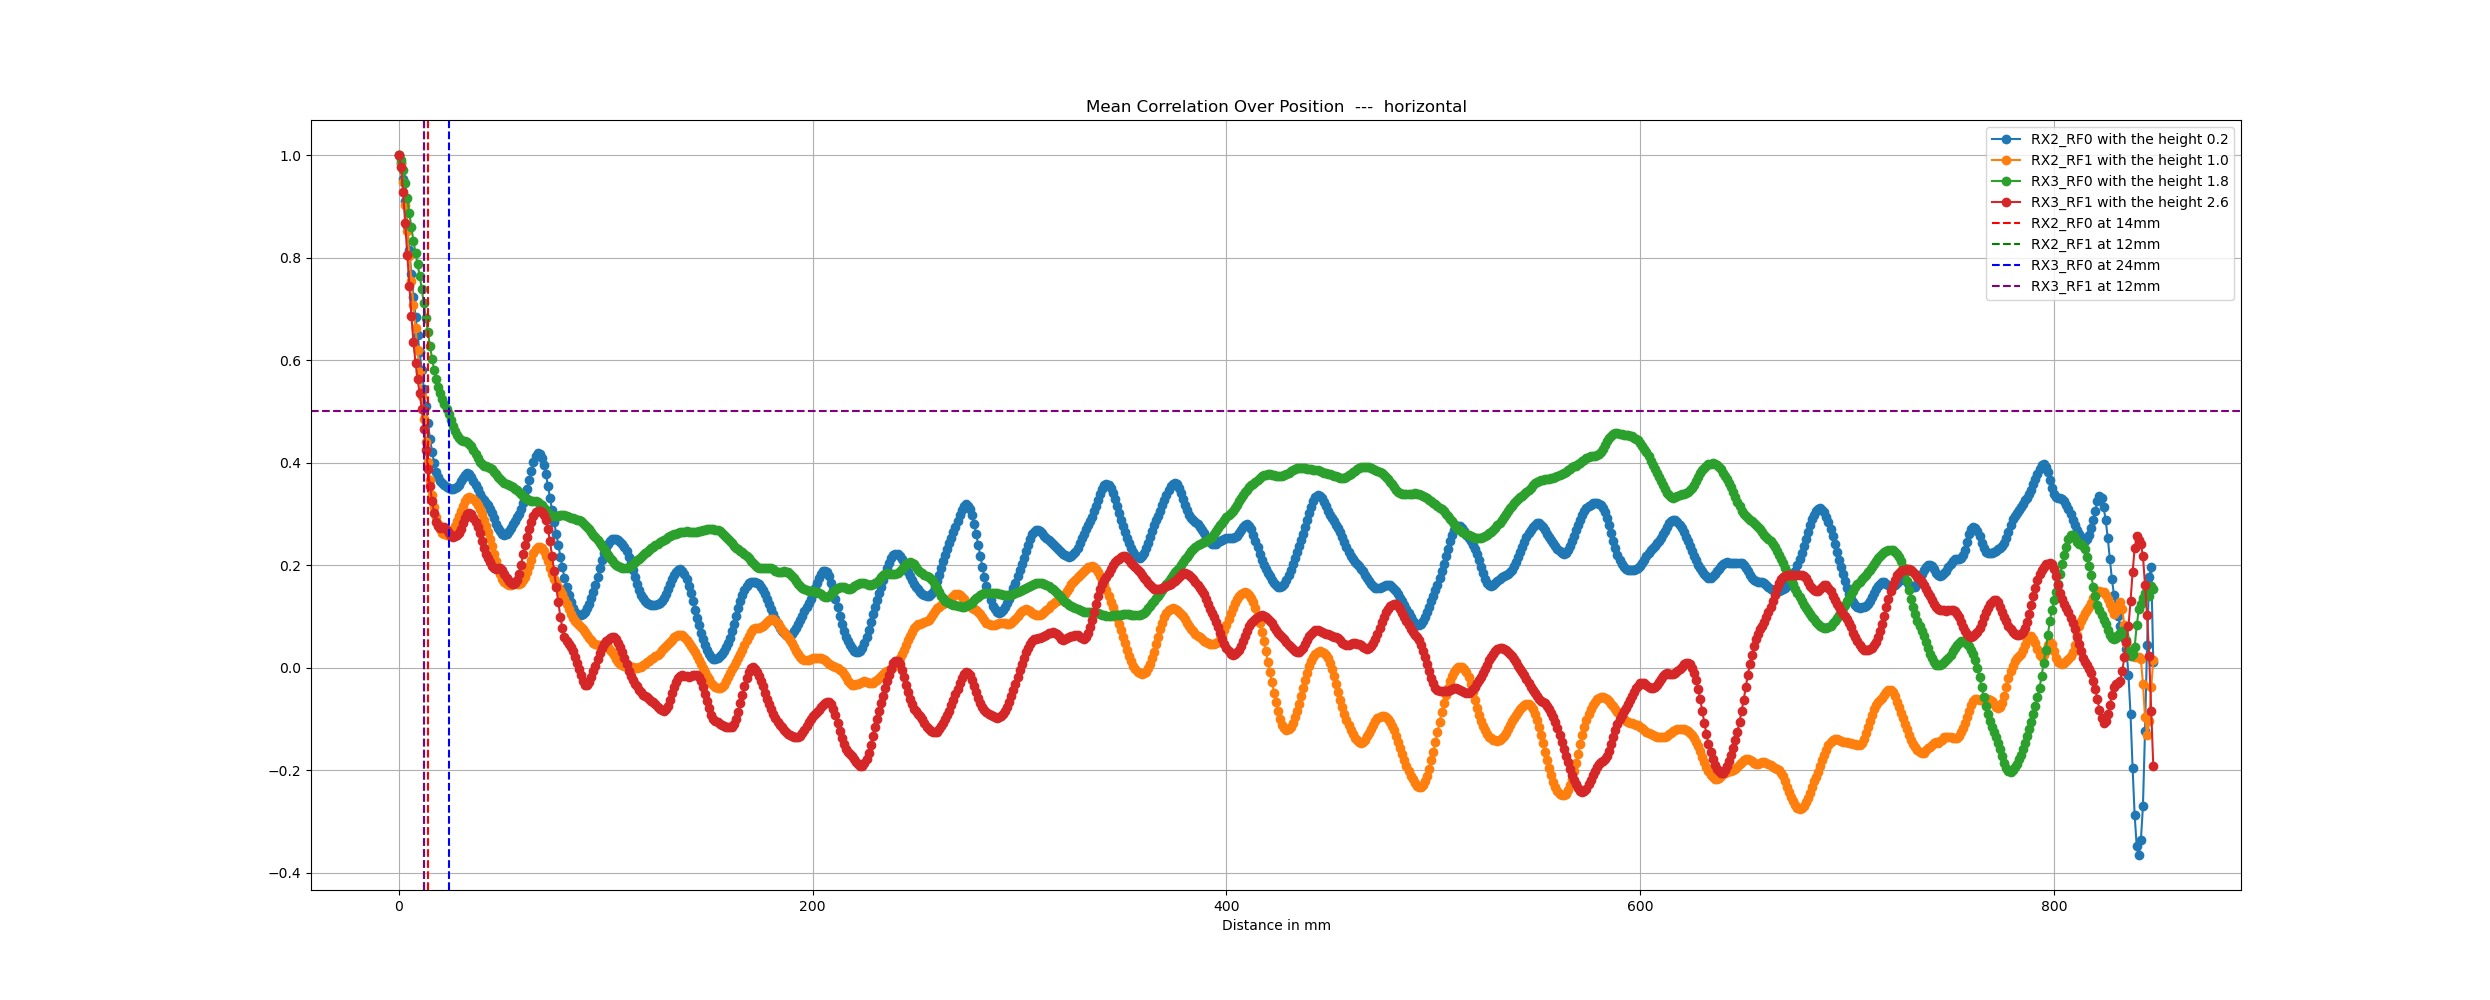 Mean Correlation Over Position --- horizontal
RX2_RF0 with the height 0.2
RX2_RF1 with the height 1.0
RX3_RF0 with the height 1.8
RX3_RF1 with the height 2.6
RX2_RF0 at 14mm
RX2_RF1 at 12mm
RX3_RF0 at 24mm
RX3_RF1 at 12mm
1.0
0.8
0.6
0.4
0.2
0.0
−0.2
−0.4
0 200 400 600 800
Distance in mm